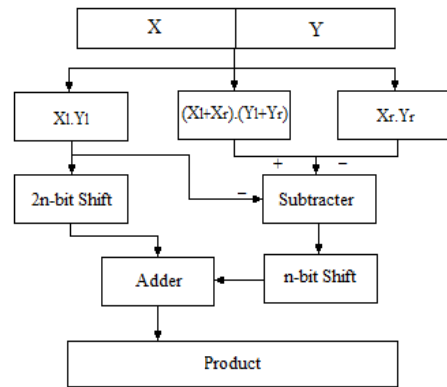 X Y
Xl.Yl (Xl+Xr).(Yl+Yr) Xr.Yr
+ −
−
2n-bit Shift Subtracter
Adder n-bit Shift
Product